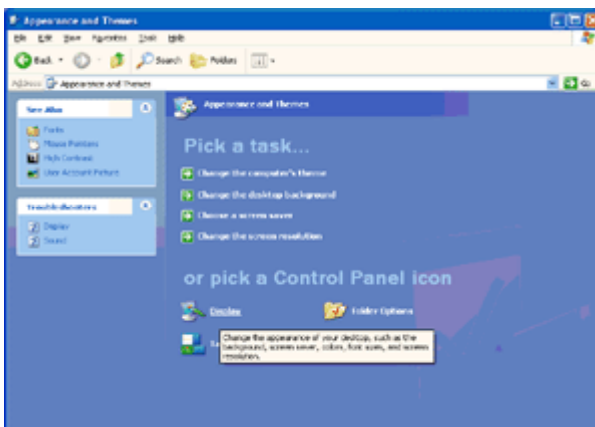 Appearance and Themes
File Edit View Favorites Tools Help
Back Search Folders
Address Appearance and Themes Go
See Also
Fonts
Mouse Pointers
High Contrast
User Account Picture
Troubleshooters
Display
Sound
Appearance and Themes
Pick a task...
Change the computer's theme
Change the desktop background
Choose a screen saver
Change the screen resolution
or pick a Control Panel icon
Display Folder Options
Change the appearance of your desktop, such as the
background, screen saver, colors, font sizes, and screen
resolution.